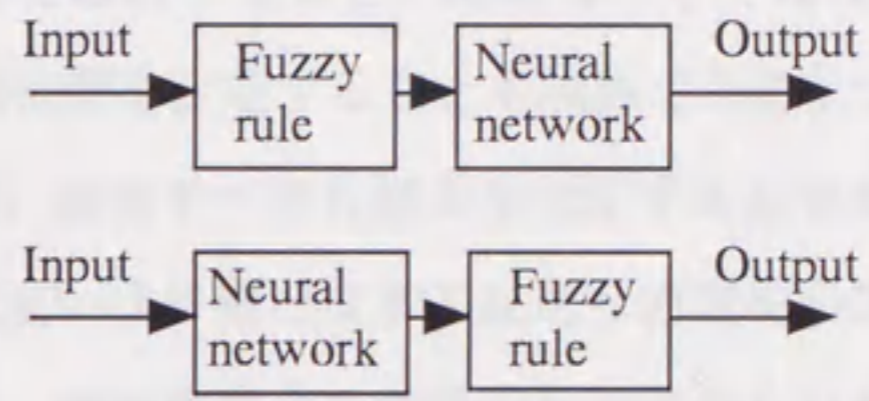 Input
Fuzzy
rule
Neural
network
Output
Input
Neural
network
Fuzzy
rule
Output